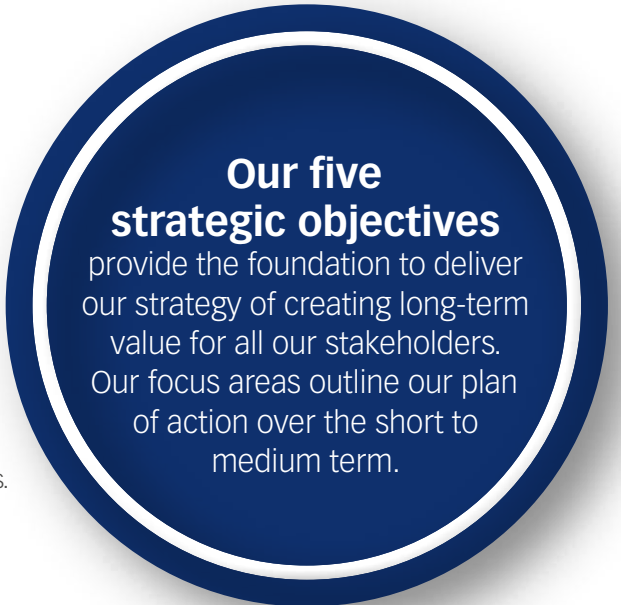 Our five
strategic objectives
provide the foundation to deliver
our strategy of creating long-term
value for all our stakeholders.
Our focus areas outline our plan
of action over the short to
medium term.
s.